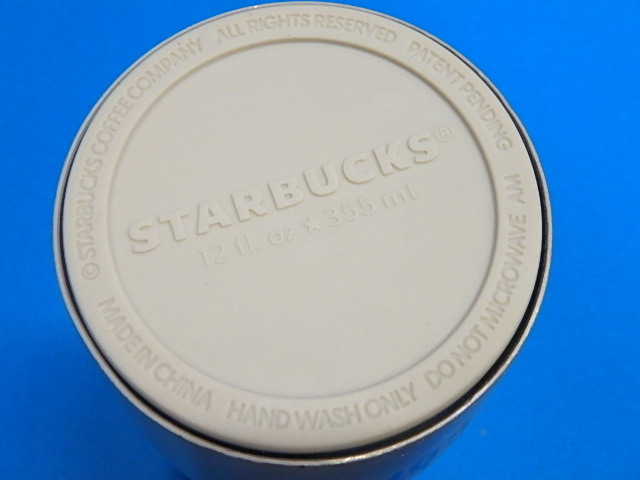 STARBUCKS®
12 fl. oz * 355 mL
© STARBUCKS COFFEE COMPANY ALL RIGHTS RESERVED PATENT PENDING
MADE IN CHINA HAND WASH ONLY DO NOT MICROWAVE AM